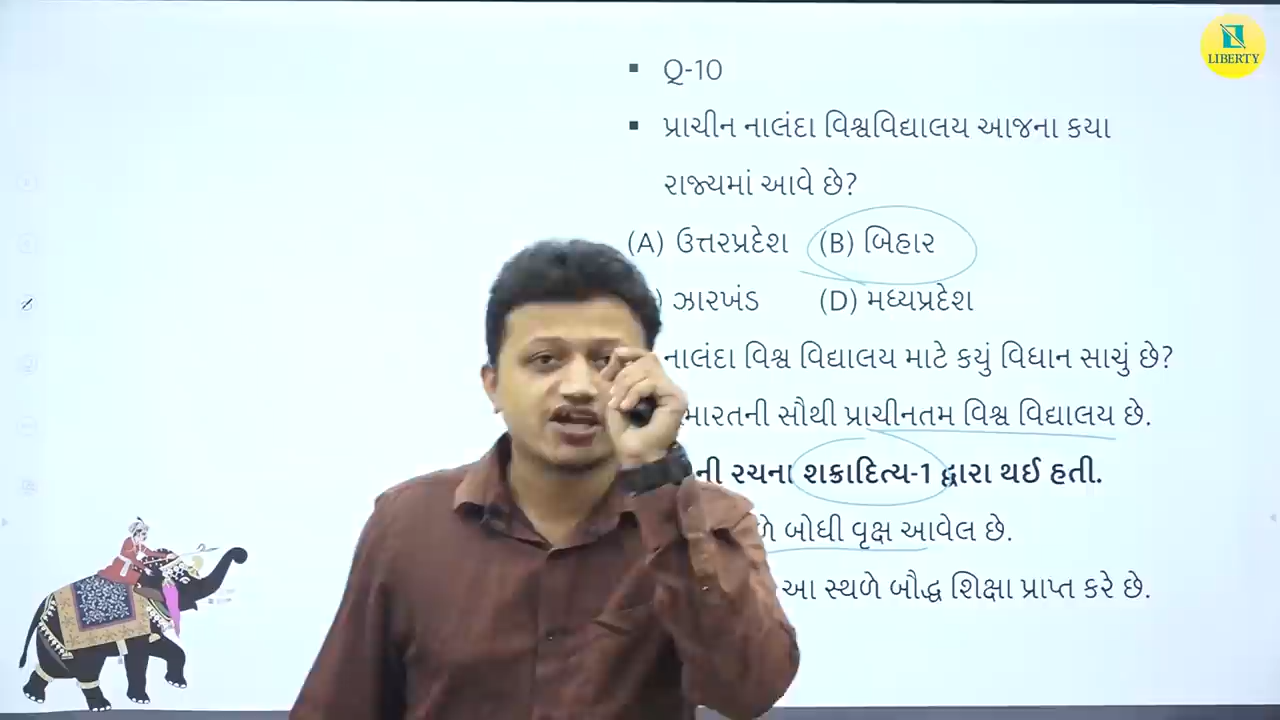 LIBERTY
Q-10
પ્રાચીન નાલંદા વિશ્વવિદ્યાલય આજના કયા
રાજ્યમાં આવે છે?
(A) ઉત્તરપ્રદેશ (B) બિહાર
) ઝારખંડ (D) મધ્યપ્રદેશ
નાલંદા વિશ્વ વિદ્યાલય માટે કયું વિધાન સાચું છે?
ભારતની સૌથી પ્રાચીનતમ વિશ્વ વિદ્યાલય છે.
રચના શક્રાદિત્ય-1 દ્વારા થઈ હતી.
બોધી વૃક્ષ આવેલ છે.
આ સ્થળે બૌદ્ધ શિક્ષા પ્રાપ્ત કરે છે.